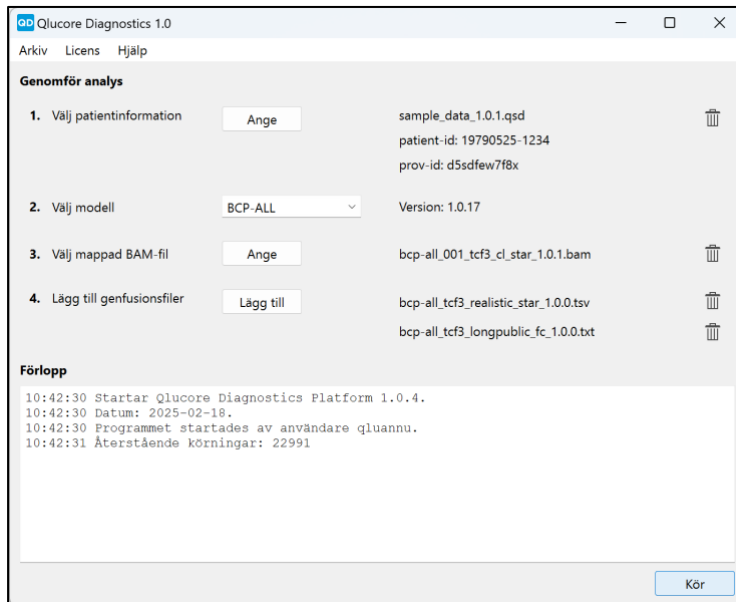 QD Qlucore Diagnostics 1.0
Arkiv Licens Hjälp
Genomför analys
1. Välj patientinformation Ange sample_data_1.0.1.qsd
patient-id: 19790525-1234
prov-id: d5sdfew7f8x
2. Välj modell BCP-ALL Version: 1.0.17
3. Välj mappad BAM-fil Ange bcp-all_001_tcf3_cl_star_1.0.1.bam
4. Lägg till genfusionsfiler Lägg till bcp-all_tcf3_realistic_star_1.0.0.tsv
bcp-all_tcf3_longpublic_fc_1.0.0.txt
Förlopp
10:42:30 Startar Qlucore Diagnostics Platform 1.0.4.
10:42:30 Datum: 2025-02-18.
10:42:30 Programmet startades av användare qluannu.
10:42:31 Återstående körningar: 22991
Kör